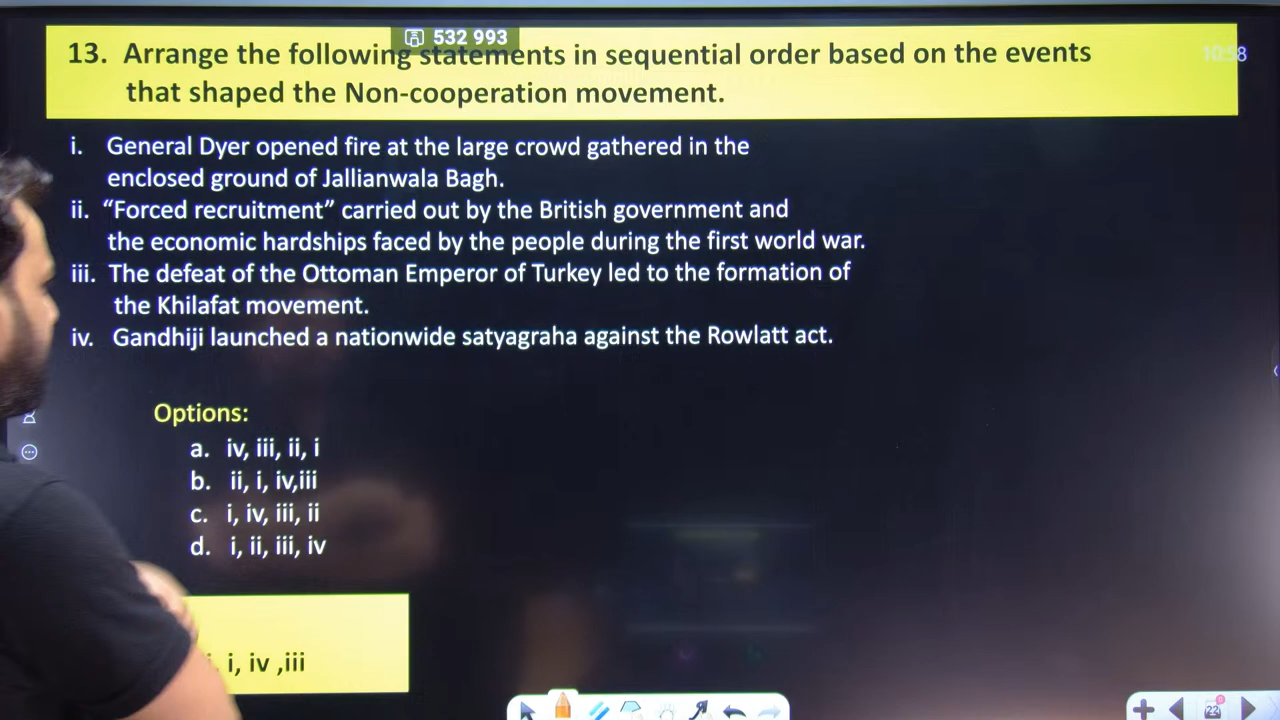 532 993
13. Arrange the following statements in sequential order based on the events
10:58
that shaped the Non-cooperation movement.
i. General Dyer opened fire at the large crowd gathered in the
enclosed ground of Jallianwala Bagh.
ii. “Forced recruitment” carried out by the British government and
the economic hardships faced by the people during the first world war.
iii. The defeat of the Ottoman Emperor of Turkey led to the formation of
the Khilafat movement.
iv. Gandhiji launched a nationwide satyagraha against the Rowlatt act.
Options:
a. iv, iii, ii, i
b. ii, i, iv,iii
c. i, iv, iii, ii
d. i, ii, iii, iv
i, iv ,iii
22